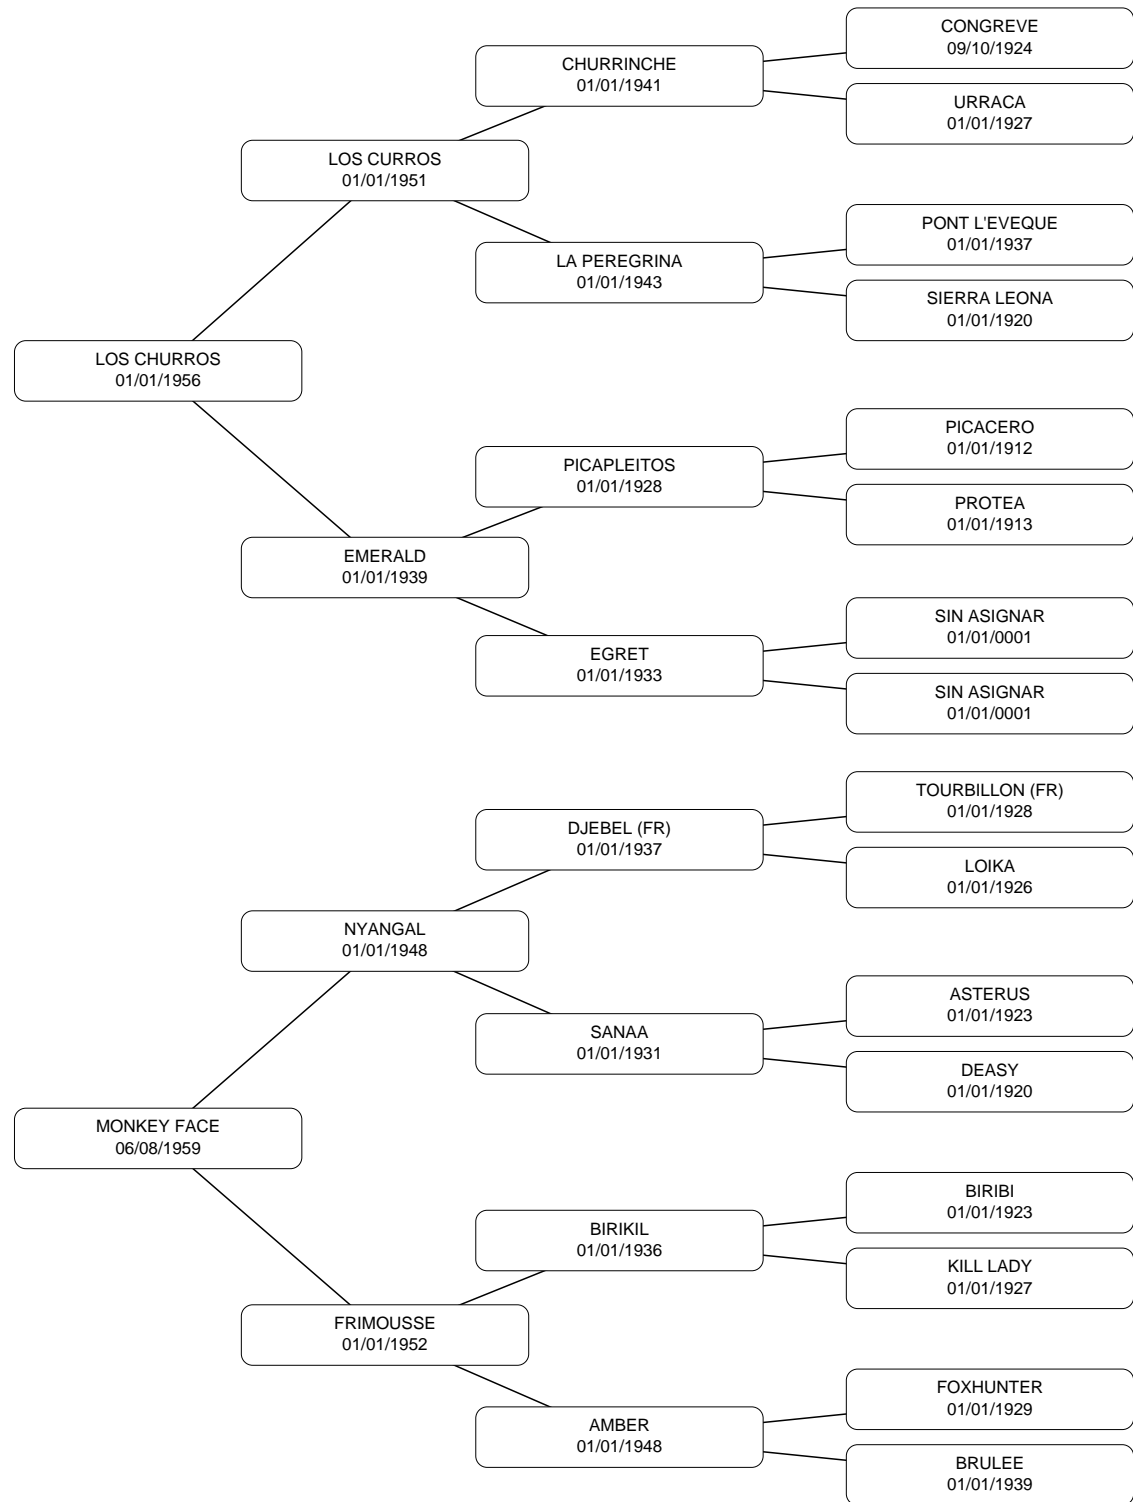 CONGREVE
09/10/1924
CHURRINCHE
01/01/1941
URRACA
01/01/1927
LOS CURROS
01/01/1951
PONT L'EVEQUE
01/01/1937
LA PEREGRINA
01/01/1943
SIERRA LEONA
01/01/1920
LOS CHURROS
01/01/1956
PICACERO
01/01/1912
PICAPLEITOS
01/01/1928
PROTEA
01/01/1913
EMERALD
01/01/1939
SIN ASIGNAR
01/01/0001
EGRET
01/01/1933
SIN ASIGNAR
01/01/0001
TOURBILLON (FR)
01/01/1928
DJEBEL (FR)
01/01/1937
LOIKA
01/01/1926
NYANGAL
01/01/1948
ASTERUS
01/01/1923
SANAA
01/01/1931
DEASY
01/01/1920
MONKEY FACE
06/08/1959
BIRIBI
01/01/1923
BIRIKIL
01/01/1936
KILL LADY
01/01/1927
FRIMOUSSE
01/01/1952
FOXHUNTER
01/01/1929
AMBER
01/01/1948
BRULEE
01/01/1939